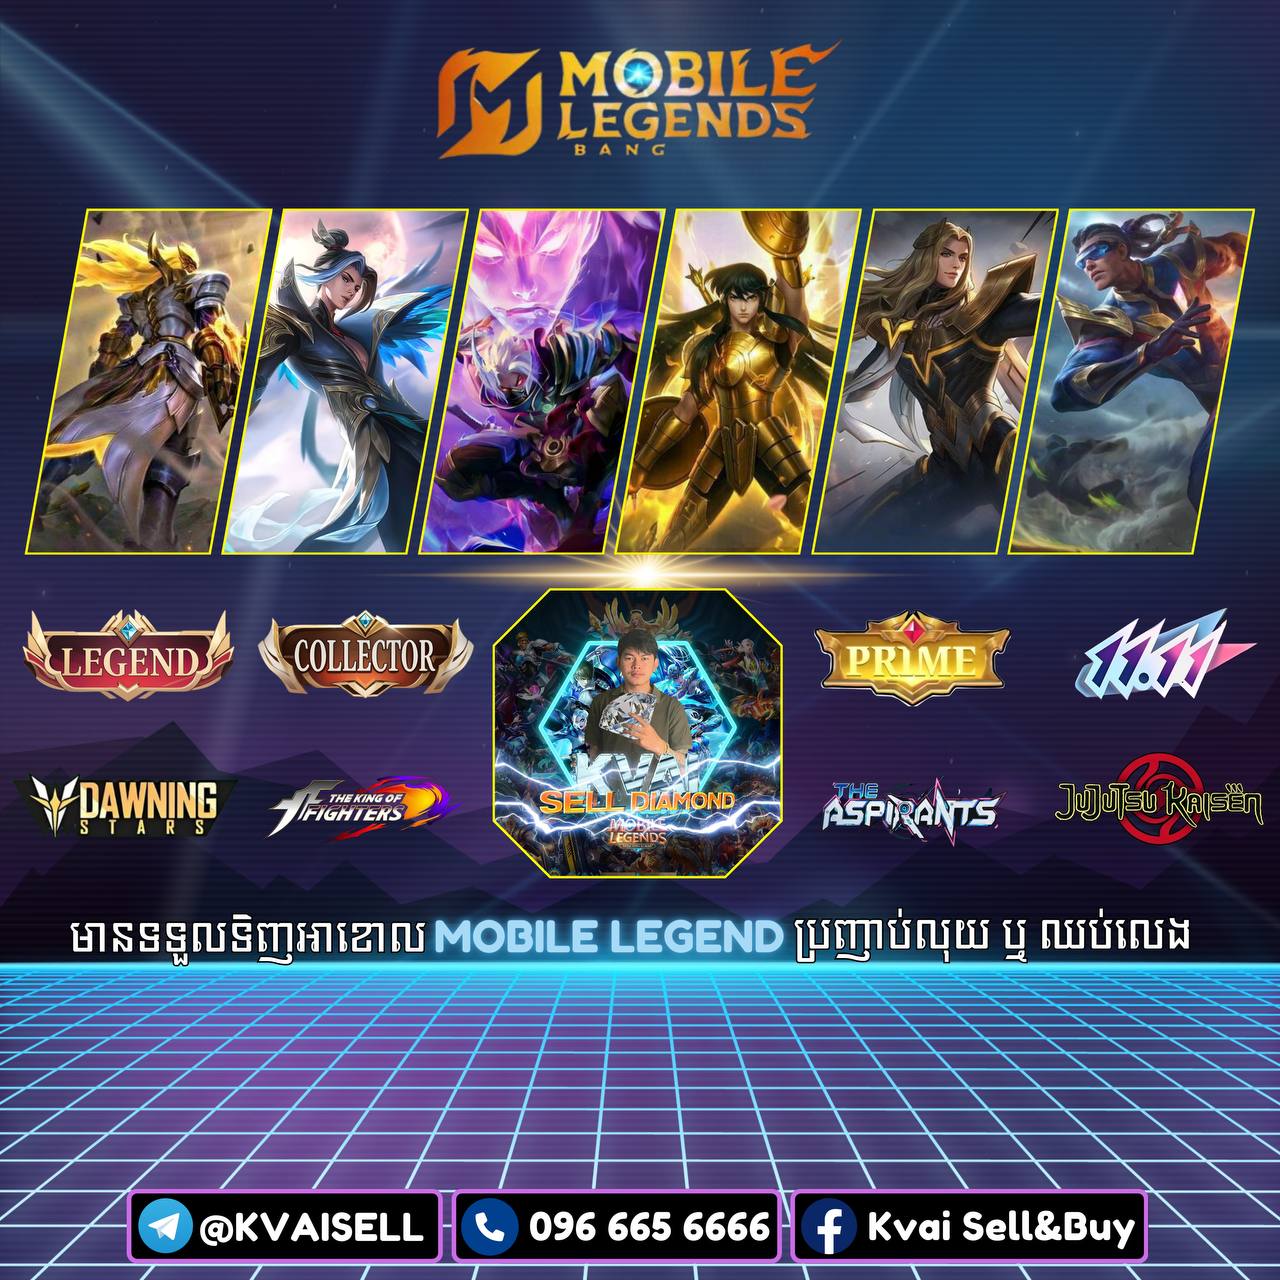 MOBILE
LEGENDS
BANG
LEGEND
COLLECTOR
PRIME
11.11
DAWNING
STARS
THE KING OF
FIGHTERS
KVAI
SELL DIAMOND
MOBILE
LEGENDS
THE
ASPIRANTS
JUJUTSU KAISEN
មានទទួលទិញអាខោល MOBILE LEGEND ប្រញាប់លុយ ឬ ឈប់លេង
@KVAISELL
096 665 6666
Kvai Sell&Buy